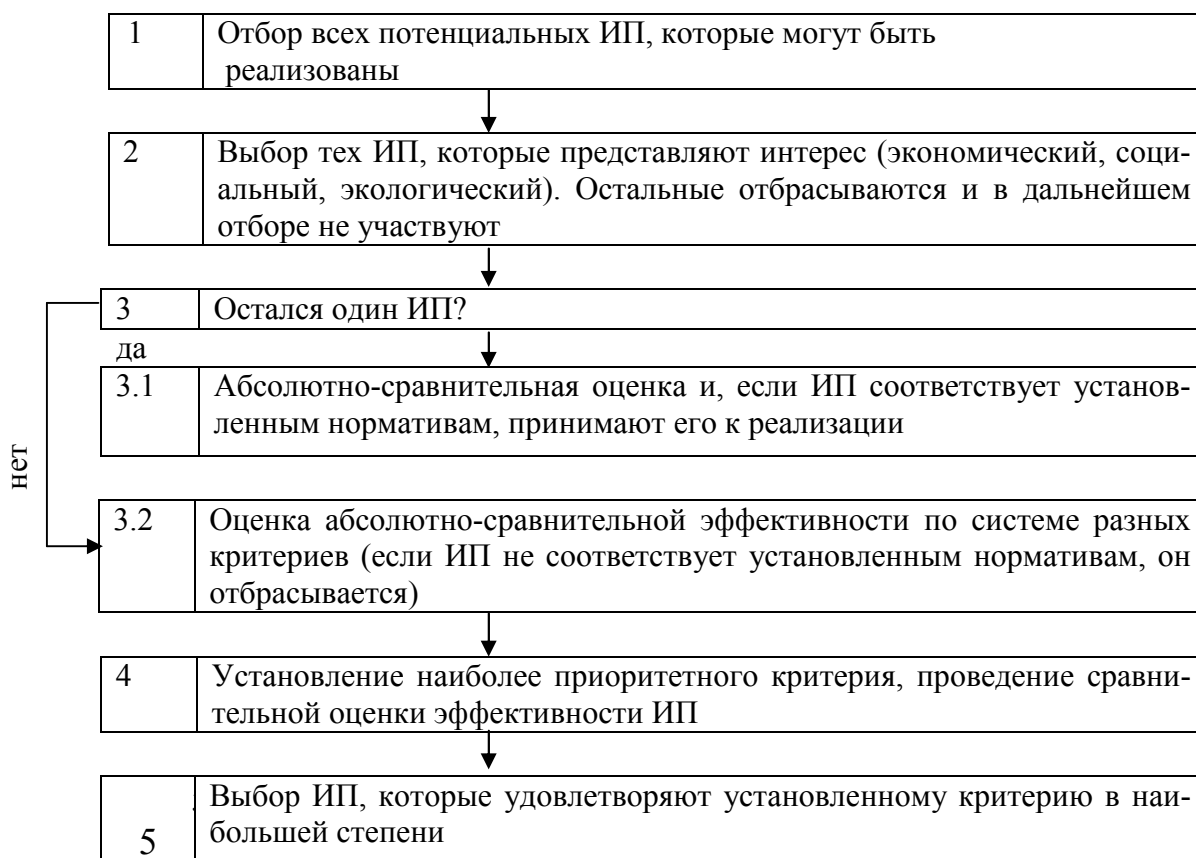 1 Отбор всех потенциальных ИП, которые могут быть
реализованы
2 Выбор тех ИП, которые представляют интерес (экономический, соци-
альный, экологический). Остальные отбрасываются и в дальнейшем
отборе не участвуют
3 Остался один ИП?
да
3.1 Абсолютно-сравнительная оценка и, если ИП соответствует установ-
ленным нормативам, принимают его к реализации
нет
3.2 Оценка абсолютно-сравнительной эффективности по системе разных
критериев (если ИП не соответствует установленным нормативам, он
отбрасывается)
4 Установление наиболее приоритетного критерия, проведение сравни-
тельной оценки эффективности ИП
5 Выбор ИП, которые удовлетворяют установленному критерию в наи-
большей степени